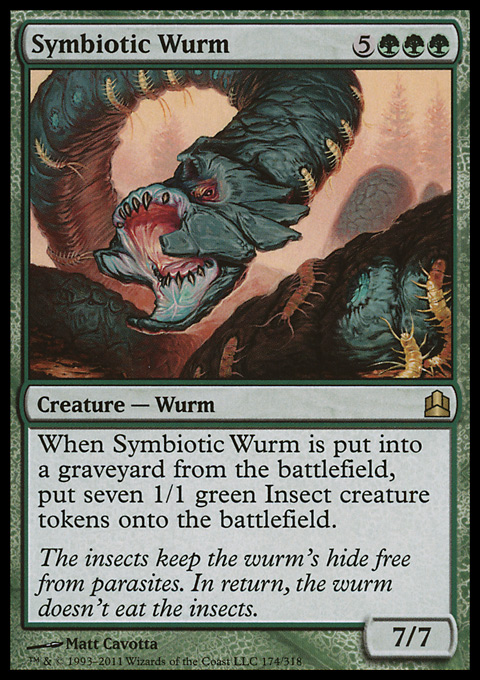 Symbiotic Wurm 5
Creature — Wurm
When Symbiotic Wurm is put into
a graveyard from the battlefield,
put seven 1/1 green Insect creature
tokens onto the battlefield.
The insects keep the wurm's hide free
from parasites. In return, the wurm
doesn't eat the insects.
Matt Cavotta
7/7
™ & © 1993–2011 Wizards of the Coast LLC 174/318